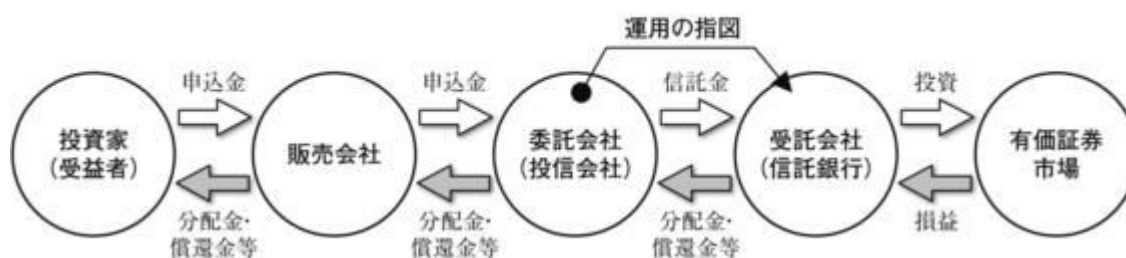 運用の指図
申込金
申込金
信託金
投資
投資家
(受益者)
販売会社
委託会社
(投信会社)
受託会社
(信託銀行)
有価証券
市場
分配金・
償還金等
分配金・
償還金等
分配金・
償還金等
損益